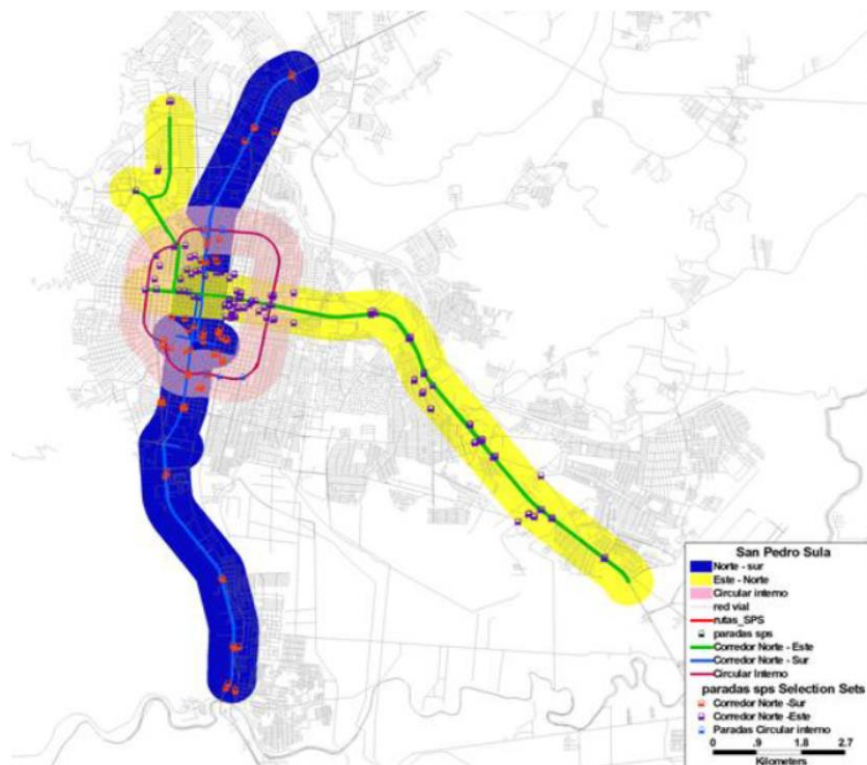 San Pedro Sula
Norte - sur
Este - Norte
Circular interno
red vial
rutas_SPS
paradas sps
Corredor Norte - Este
Corredor Norte - Sur
Circular Interno
paradas sps Selection Sets
Corredor Norte -Sur
Corredor Norte -Este
Paradas Circular interno
0 .9 1.8 2.7
Kilometers